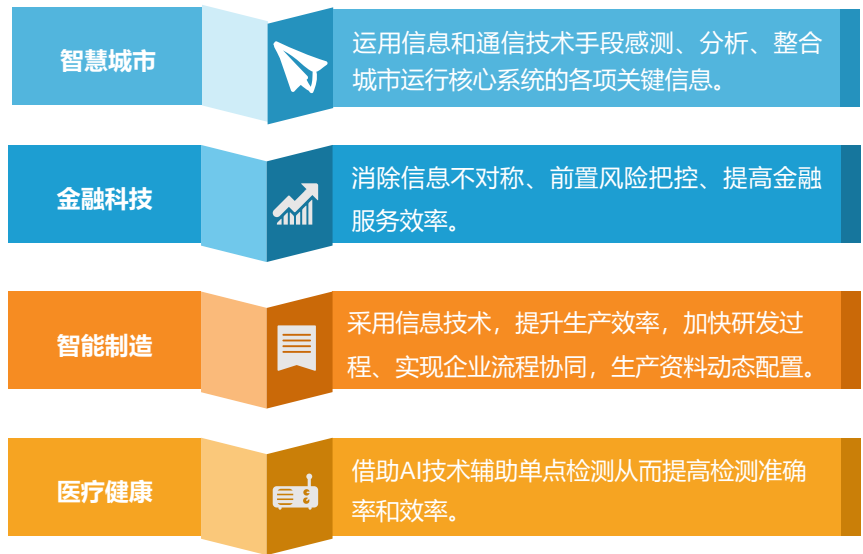 智慧城市
运用信息和通信技术手段感测、分析、整合
城市运行核心系统的各项关键信息。
金融科技
消除信息不对称、前置风险把控、提高金融
服务效率。
智能制造
采用信息技术，提升生产效率，加快研发过
程、实现企业流程协同，生产资料动态配置。
医疗健康
借助AI技术辅助单点检测从而提高检测准确
率和效率。